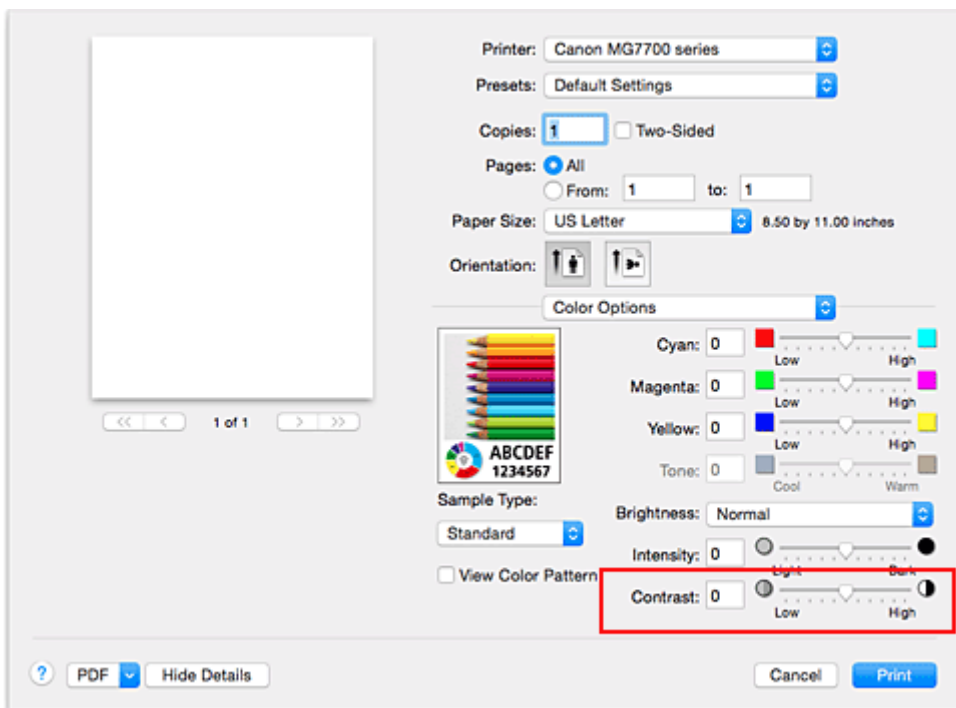 Printer: Canon MG7700 series
Presets: Default Settings
Copies: 1 Two-Sided
Pages: All
From: 1 to: 1
Paper Size: US Letter 8.50 by 11.00 inches
Orientation:
Color Options
Cyan: 0
Low High
Magenta: 0
Low High
Yellow: 0
Low High
Tone: 0
Cool Warm
ABCDEF
1234567
Sample Type:
Standard
View Color Pattern
Brightness: Normal
Intensity: 0
Light Dark
Contrast: 0
Low High
<< < 1 of 1 > >>
? PDF Hide Details Cancel Print